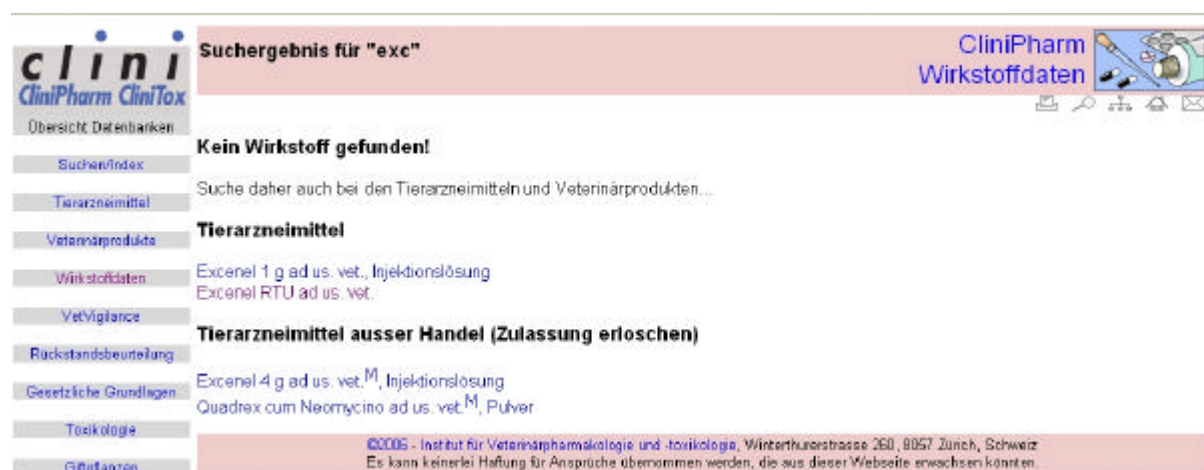 clini
CliniPharm CliniTox
Übersicht Datenbanken
Suchen/Index
Tierarzneimittel
Veterinärprodukte
Wirkstoffdaten
VetVigilance
Rückstandsbeurteilung
Gesetzliche Grundlagen
Toxikologie
Giftpflanzen
Suchergebnis für "exc"
CliniPharm
Wirkstoffdaten
Kein Wirkstoff gefunden!
Suche daher auch bei den Tierarzneimitteln und Veterinärprodukten...
Tierarzneimittel
Excenel 1 g ad us. vet., Injektionslösung
Excenel RTU ad us. vet.
Tierarzneimittel ausser Handel (Zulassung erloschen)
Excenel 4 g ad us. vet.M, Injektionslösung
Quadrex cum Neomycino ad us. vet.M, Pulver
©2006 - Institut für Veterinärpharmakologie und -toxikologie, Winterthurerstrasse 260, 8057 Zürich, Schweiz
Es kann keinerlei Haftung für Ansprüche übernommen werden, die aus dieser Webseite erwachsen könnten.